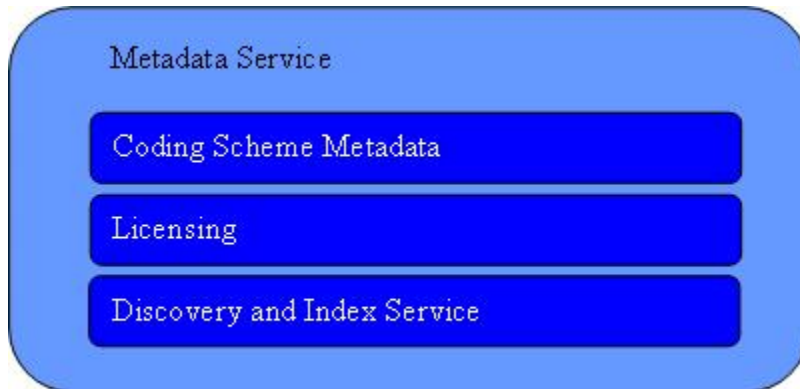 Metadata Service
Coding Scheme Metadata
Licensing
Discovery and Index Service